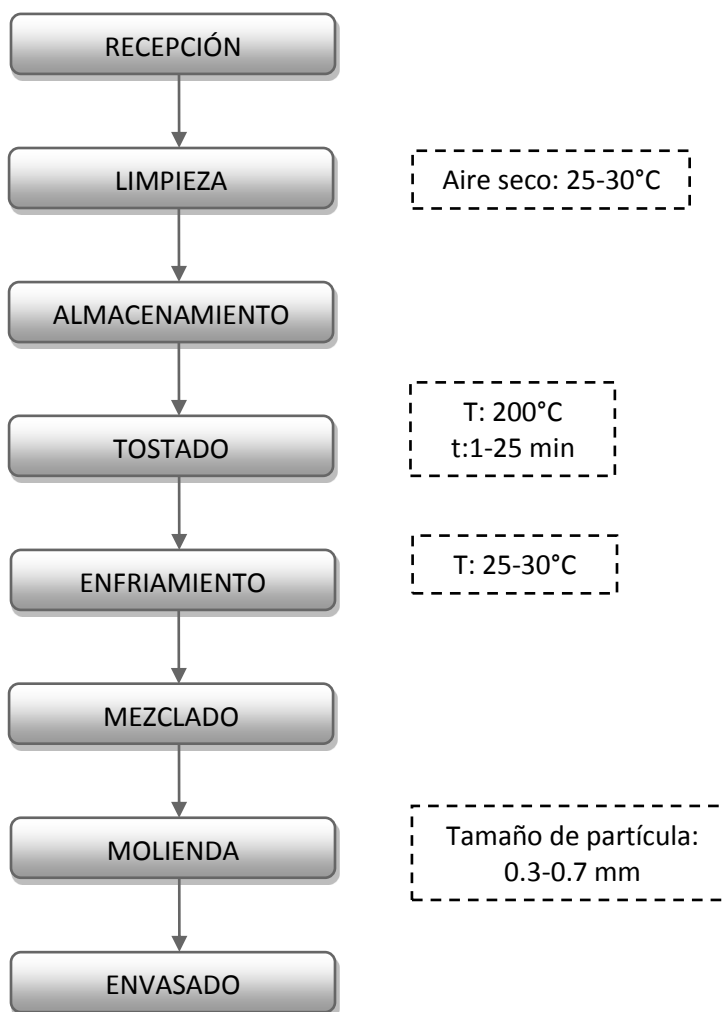 RECEPCIÓN
LIMPIEZA
Aire seco: 25-30°C
ALMACENAMIENTO
T: 200°C
t:1-25 min
TOSTADO
T: 25-30°C
ENFRIAMIENTO
MEZCLADO
Tamaño de partícula:
0.3-0.7 mm
MOLIENDA
ENVASADO